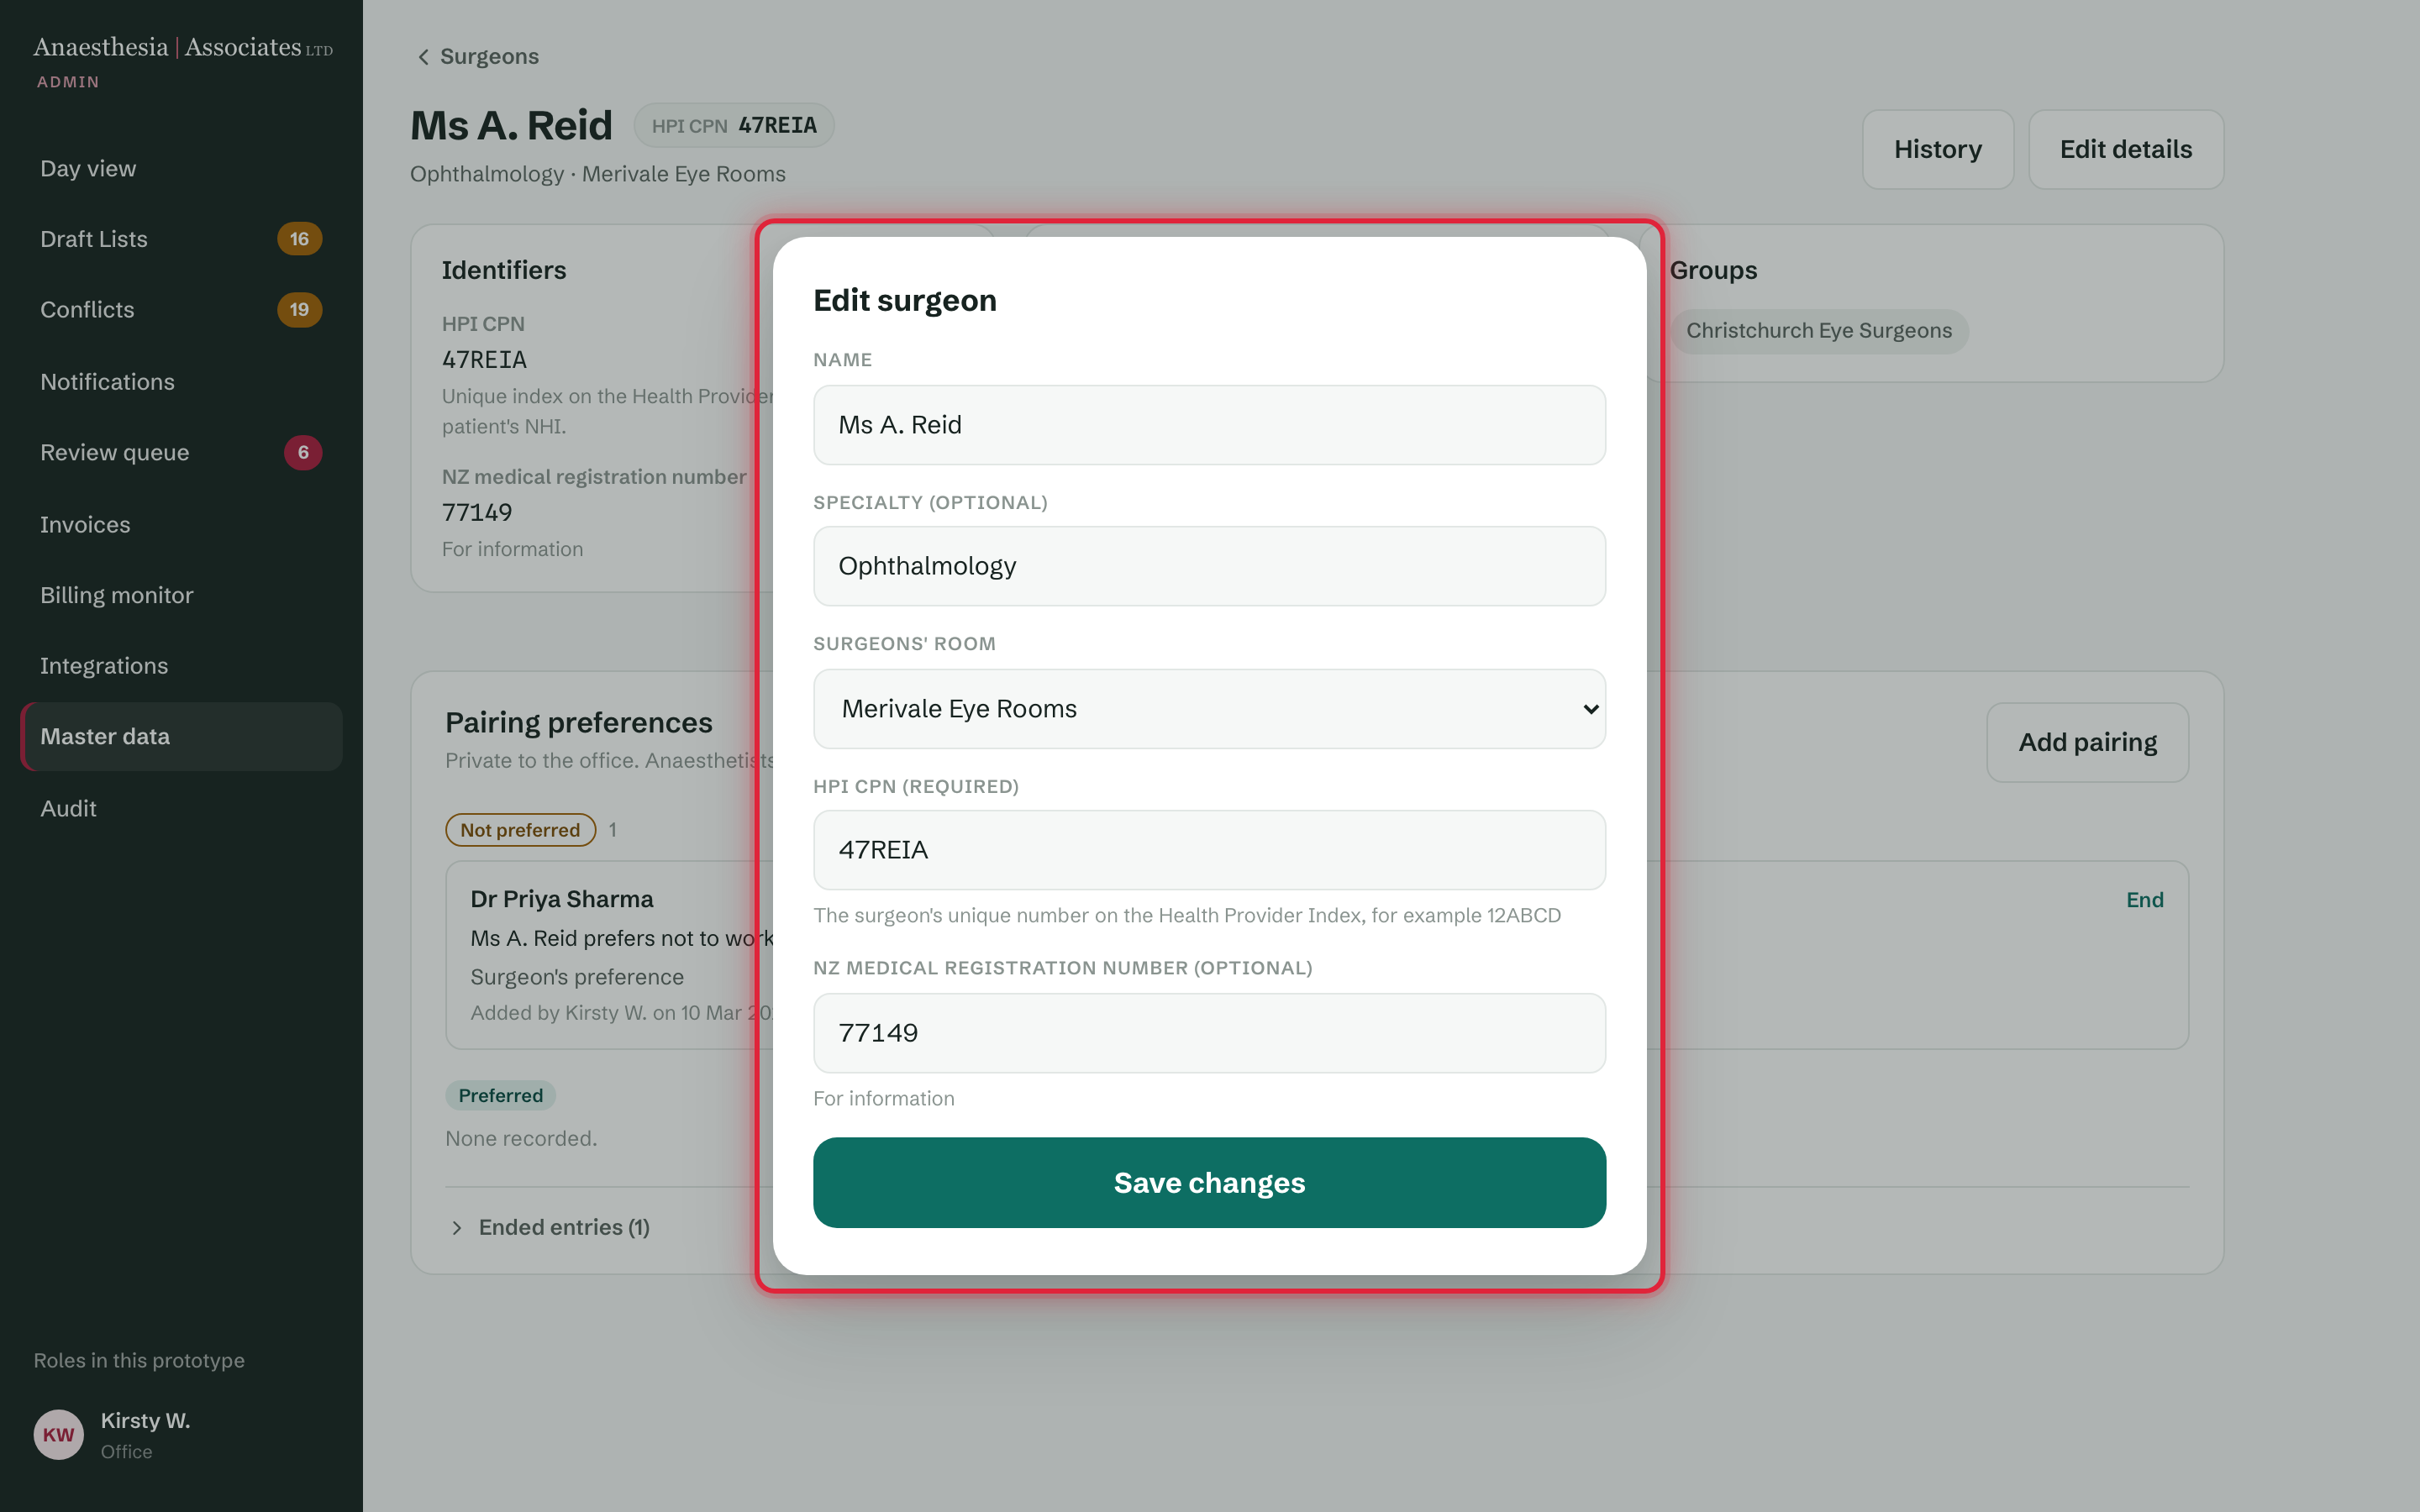 Anaesthesia | Associates LTD
ADMIN
Day view
Draft Lists 16
Conflicts 19
Notifications
Review queue 6
Invoices
Billing monitor
Integrations
Master data
Audit
Roles in this prototype
KW Kirsty W.
Office
Surgeons
Ms A. Reid HPI CPN 47REIA
Ophthalmology · Merivale Eye Rooms
History Edit details
Identifiers
HPI CPN
47REIA
Unique index on the Health Provider
patient's NHI.
NZ medical registration number
77149
For information
Groups
Christchurch Eye Surgeons
Pairing preferences
Private to the office. Anaesthetists
Add pairing
Not preferred 1
Dr Priya Sharma
End
Ms A. Reid prefers not to work
Surgeon's preference
Added by Kirsty W. on 10 Mar
Preferred
None recorded.
Ended entries (1)
Edit surgeon
NAME
Ms A. Reid
SPECIALTY (OPTIONAL)
Ophthalmology
SURGEONS' ROOM
Merivale Eye Rooms
HPI CPN (REQUIRED)
47REIA
The surgeon's unique number on the Health Provider Index, for example 12ABCD
NZ MEDICAL REGISTRATION NUMBER (OPTIONAL)
77149
For information
Save changes